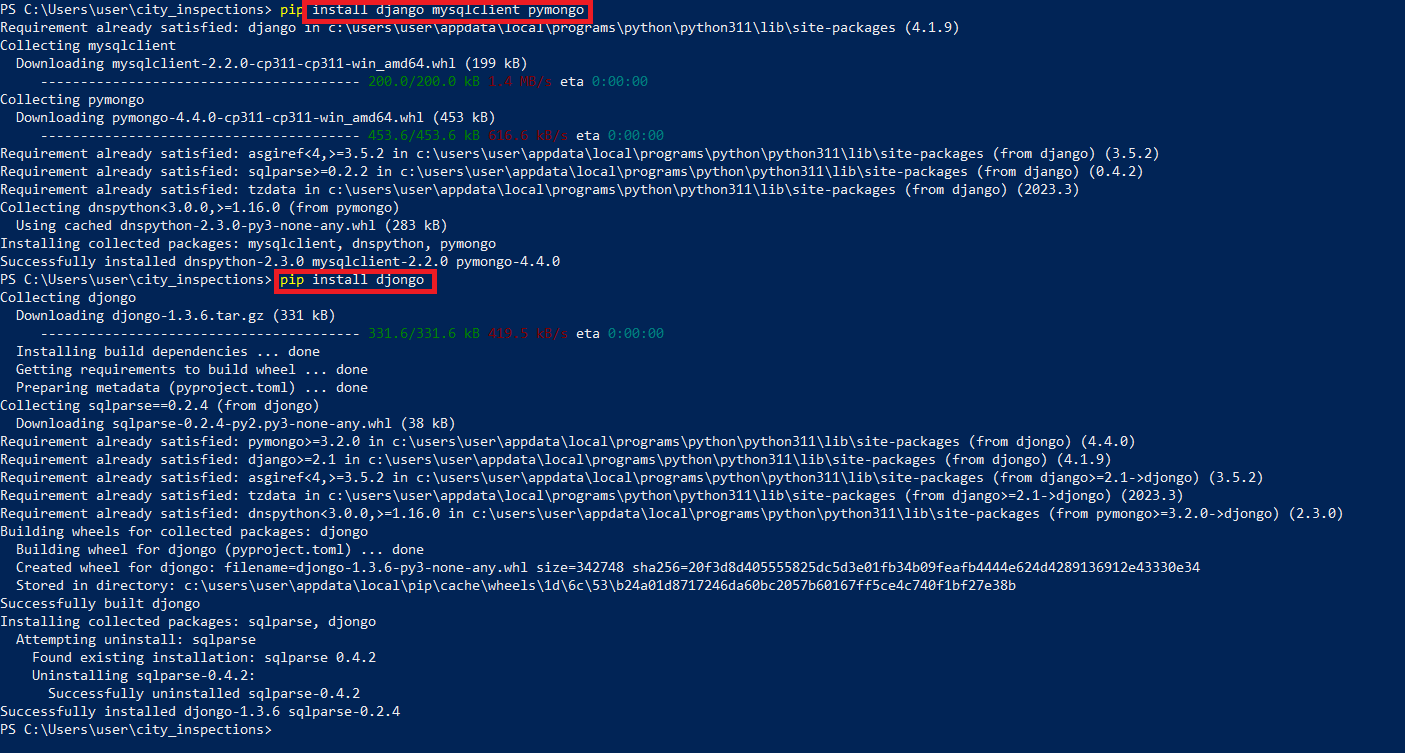 PS C:\Users\user\city_inspections> pip install django mysqlclient pymongo
Requirement already satisfied: django in c:\users\user\appdata\local\programs\python\python311\lib\site-packages (4.1.9)
Collecting mysqlclient
  Downloading mysqlclient-2.2.0-cp311-cp311-win_amd64.whl (199 kB)
     ---------------------------------------- 200.0/200.0 kB 1.4 MB/s eta 0:00:00
Collecting pymongo
  Downloading pymongo-4.4.0-cp311-cp311-win_amd64.whl (453 kB)
     ---------------------------------------- 453.6/453.6 kB 616.6 kB/s eta 0:00:00
Requirement already satisfied: asgiref<4,>=3.5.2 in c:\users\user\appdata\local\programs\python\python311\lib\site-packages (from django) (3.5.2)
Requirement already satisfied: sqlparse>=0.2.2 in c:\users\user\appdata\local\programs\python\python311\lib\site-packages (from django) (0.4.2)
Requirement already satisfied: tzdata in c:\users\user\appdata\local\programs\python\python311\lib\site-packages (from django) (2023.3)
Collecting dnspython<3.0.0,>=1.16.0 (from pymongo)
  Using cached dnspython-2.3.0-py3-none-any.whl (283 kB)
Installing collected packages: mysqlclient, dnspython, pymongo
Successfully installed dnspython-2.3.0 mysqlclient-2.2.0 pymongo-4.4.0
PS C:\Users\user\city_inspections> pip install djongo
Collecting djongo
  Downloading djongo-1.3.6.tar.gz (331 kB)
     ---------------------------------------- 331.6/331.6 kB 419.5 kB/s eta 0:00:00
  Installing build dependencies ... done
  Getting requirements to build wheel ... done
  Preparing metadata (pyproject.toml) ... done
Collecting sqlparse==0.2.4 (from djongo)
  Downloading sqlparse-0.2.4-py2.py3-none-any.whl (38 kB)
Requirement already satisfied: pymongo>=3.2.0 in c:\users\user\appdata\local\programs\python\python311\lib\site-packages (from djongo) (4.4.0)
Requirement already satisfied: django>=2.1 in c:\users\user\appdata\local\programs\python\python311\lib\site-packages (from djongo) (4.1.9)
Requirement already satisfied: asgiref<4,>=3.5.2 in c:\users\user\appdata\local\programs\python\python311\lib\site-packages (from django>=2.1->djongo) (3.5.2)
Requirement already satisfied: tzdata in c:\users\user\appdata\local\programs\python\python311\lib\site-packages (from django>=2.1->djongo) (2023.3)
Requirement already satisfied: dnspython<3.0.0,>=1.16.0 in c:\users\user\appdata\local\programs\python\python311\lib\site-packages (from pymongo>=3.2.0->djongo) (2.3.0)
Building wheels for collected packages: djongo
  Building wheel for djongo (pyproject.toml) ... done
  Created wheel for djongo: filename=djongo-1.3.6-py3-none-any.whl size=342748 sha256=20f3d8d405555825dc5d3e01fb34b09feafb4444e624d4289136912e43330e34
  Stored in directory: c:\users\user\appdata\local\pip\cache\wheels\1d\6c\53\b24a01d8717246da60bc2057b60167ff5ce4c740f1bf27e38b
Successfully built djongo
Installing collected packages: sqlparse, djongo
  Attempting uninstall: sqlparse
    Found existing installation: sqlparse 0.4.2
    Uninstalling sqlparse-0.4.2:
      Successfully uninstalled sqlparse-0.4.2
Successfully installed djongo-1.3.6 sqlparse-0.2.4
PS C:\Users\user\city_inspections>